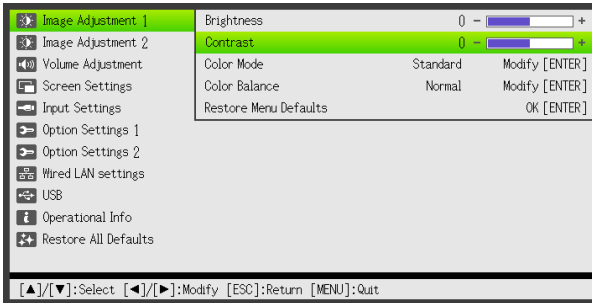 Image Adjustment 1
Image Adjustment 2
Volume Adjustment
Screen Settings
Input Settings
Option Settings 1
Option Settings 2
Wired LAN settings
USB
Operational Info
Restore All Defaults
Brightness 0 - +
Contrast 0 - +
Color Mode Standard Modify [ENTER]
Color Balance Normal Modify [ENTER]
Restore Menu Defaults OK [ENTER]
[▲]/[▼]:Select [◄]/[►]:Modify [ESC]:Return [MENU]:Quit